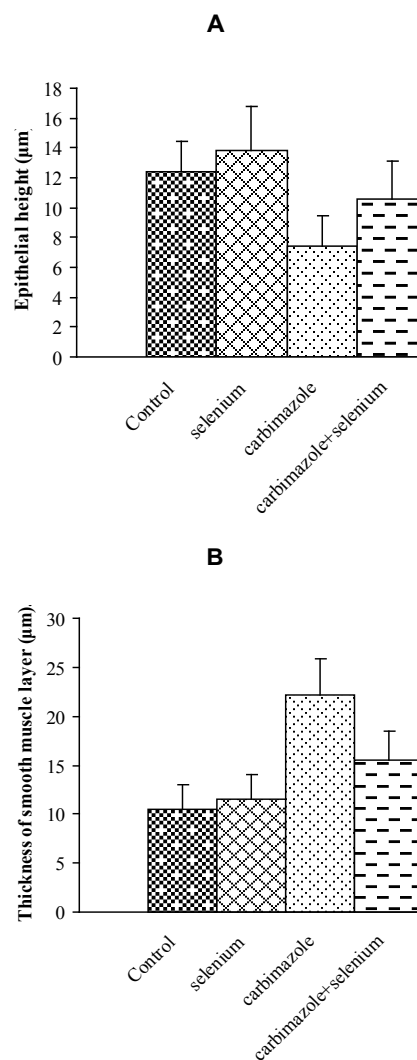 A
Epithelial height (µm)
18
16
14
12
10
8
6
4
2
0
Control
selenium
carbimazole
carbimazole+selenium
B
Thickness of smooth muscle layer (µm).
30
25
20
15
10
5
0
Control
selenium
carbimazole
carbimazole+selenium